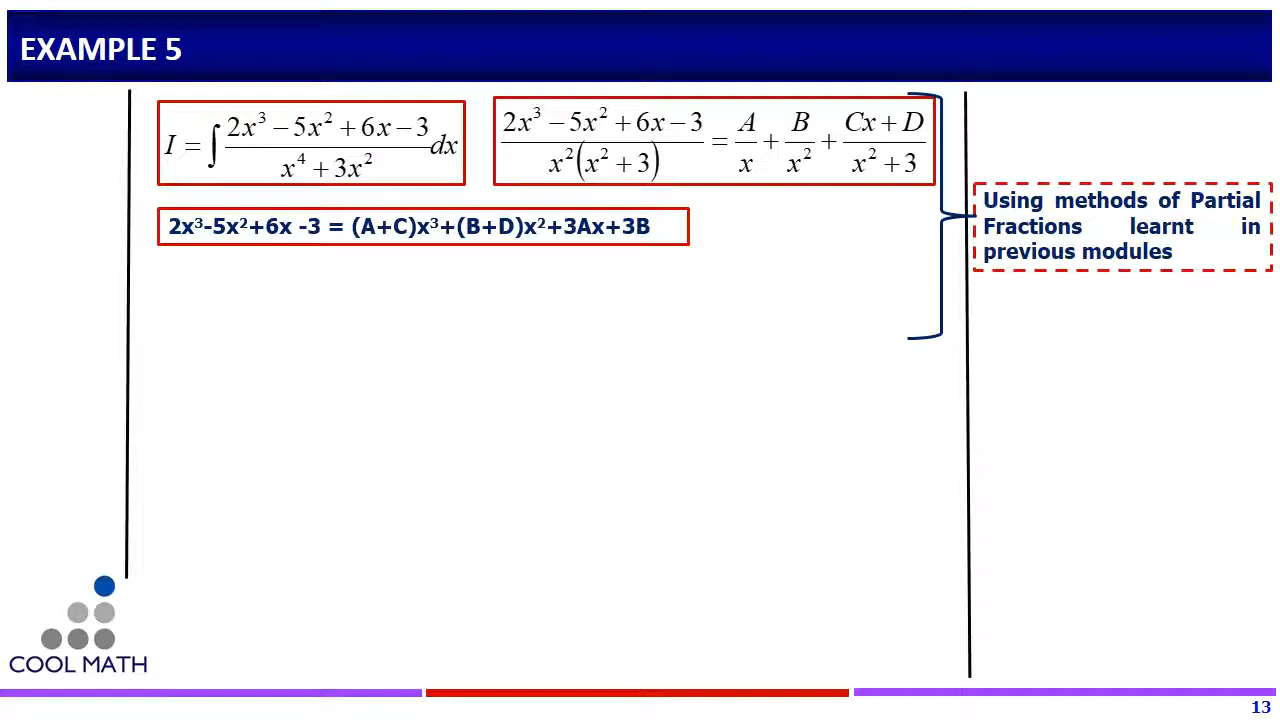 EXAMPLE 5
I = ∫ (2x³ − 5x² + 6x − 3)/(x⁴ + 3x²) dx
(2x³ − 5x² + 6x − 3)/(x²(x² + 3)) = A/x + B/x² + (Cx + D)/(x² + 3)
2x³-5x²+6x -3 = (A+C)x³+(B+D)x²+3Ax+3B
Using methods of Partial
Fractions learnt in
previous modules
COOL MATH
13